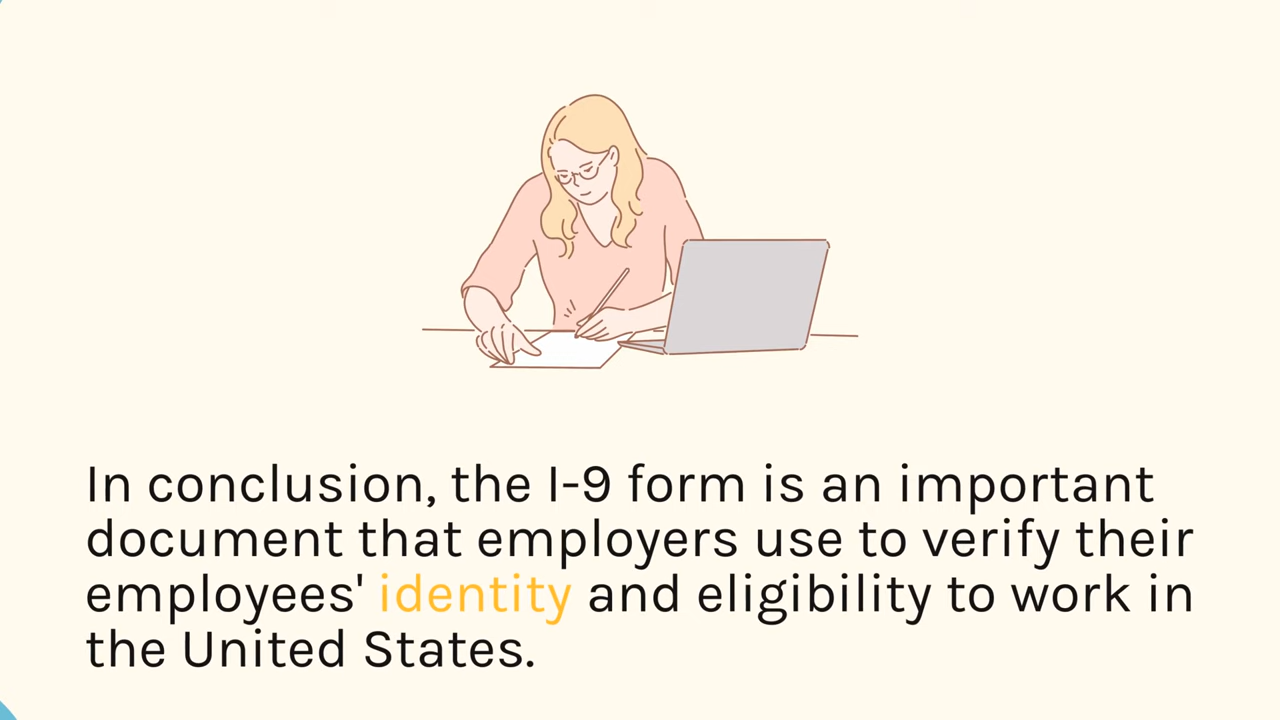 In conclusion, the I-9 form is an important
document that employers use to verify their
employees' identity and eligibility to work in
the United States.